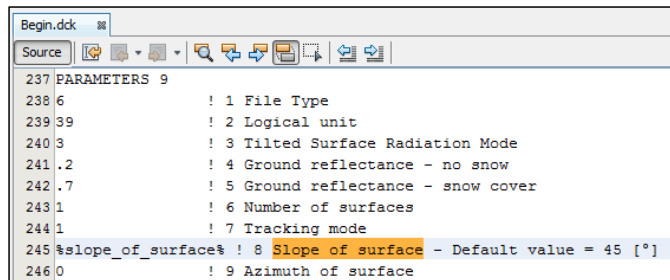 Begin.dck
Source
237 PARAMETERS 9
238 6 ! 1 File Type
239 39 ! 2 Logical unit
240 3 ! 3 Tilted Surface Radiation Mode
241 .2 ! 4 Ground reflectance - no snow
242 .7 ! 5 Ground reflectance - snow cover
243 1 ! 6 Number of surfaces
244 1 ! 7 Tracking mode
245 %slope_of_surface% ! 8 Slope of surface - Default value = 45 [°]
246 0 ! 9 Azimuth of surface